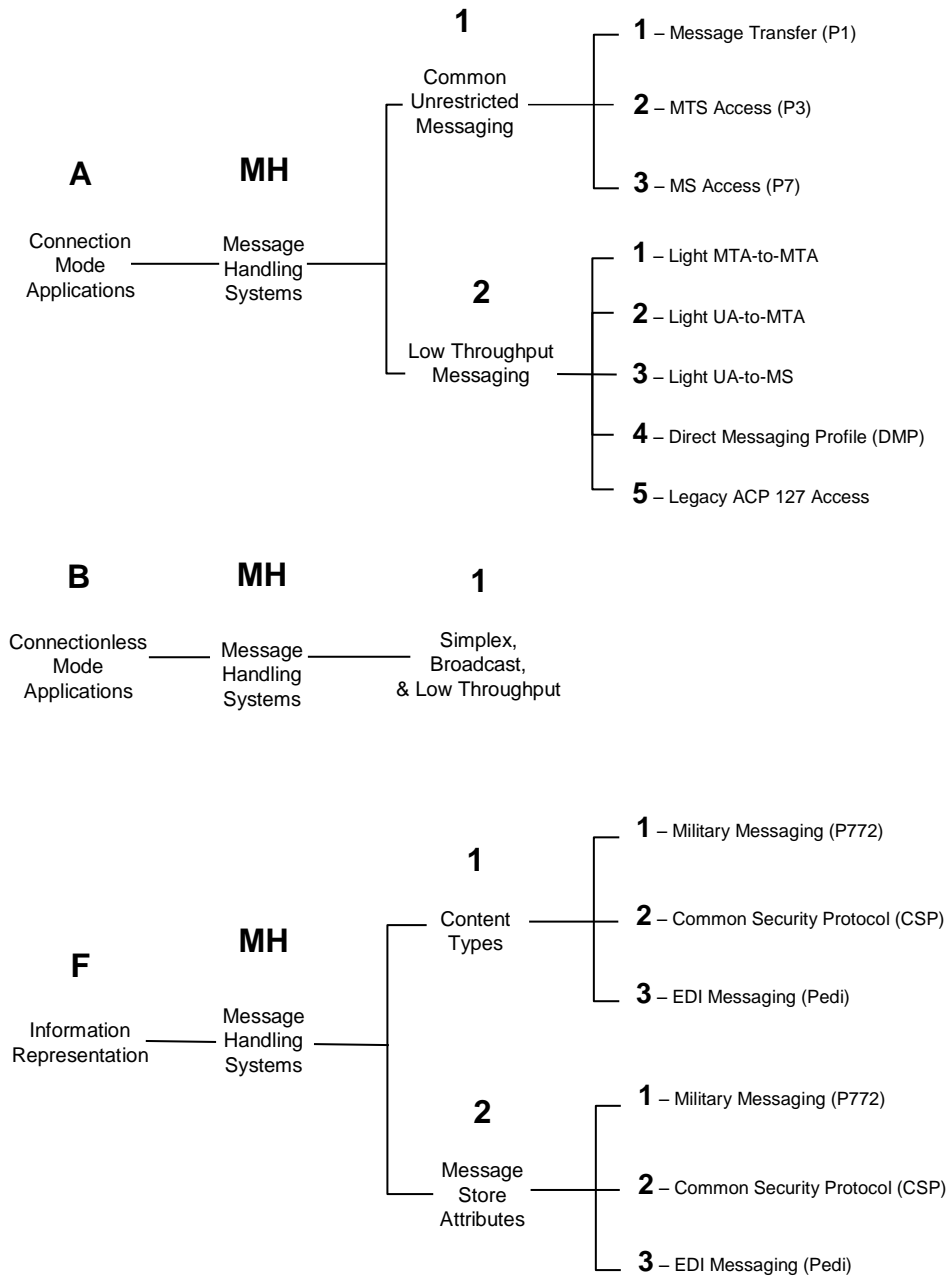 1
1 – Message Transfer (P1)
Common
Unrestricted
Messaging
2 – MTS Access (P3)
3 – MS Access (P7)
A
MH
Connection
Mode
Applications
Message
Handling
Systems
1 – Light MTA-to-MTA
2
2 – Light UA-to-MTA
Low Throughput
Messaging
3 – Light UA-to-MS
4 – Direct Messaging Profile (DMP)
5 – Legacy ACP 127 Access
B
MH
1
Connectionless
Mode
Applications
Message
Handling
Systems
Simplex,
Broadcast,
& Low Throughput
1 – Military Messaging (P772)
1
Content
Types
2 – Common Security Protocol (CSP)
3 – EDI Messaging (Pedi)
F
MH
Information
Representation
Message
Handling
Systems
1 – Military Messaging (P772)
2
Message
Store
Attributes
2 – Common Security Protocol (CSP)
3 – EDI Messaging (Pedi)